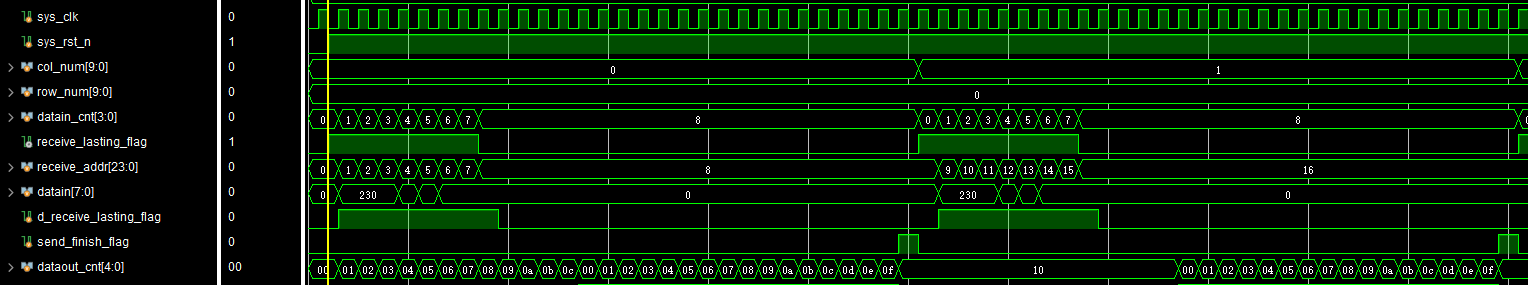 sys_clk 0
sys_rst_n 1
col_num[9:0] 0 0 1
row_num[9:0] 0 0
datain_cnt[3:0] 0 0 1 2 3 4 5 6 7 8 0 1 2 3 4 5 6 7 8
receive_lasting_flag 1
receive_addr[23:0] 0 0 1 2 3 4 5 6 7 8 9 10 11 12 13 14 15 16
datain[7:0] 0 0 230 0 230 0
d_receive_lasting_flag 0
send_finish_flag 0
dataout_cnt[4:0] 00 00 01 02 03 04 05 06 07 08 09 0a 0b 0c 00 01 02 03 04 05 06 07 08 09 0a 0b 0c 0d 0e 0f 10 00 01 02 03 04 05 06 07 08 09 0a 0b 0c 0d 0e 0f